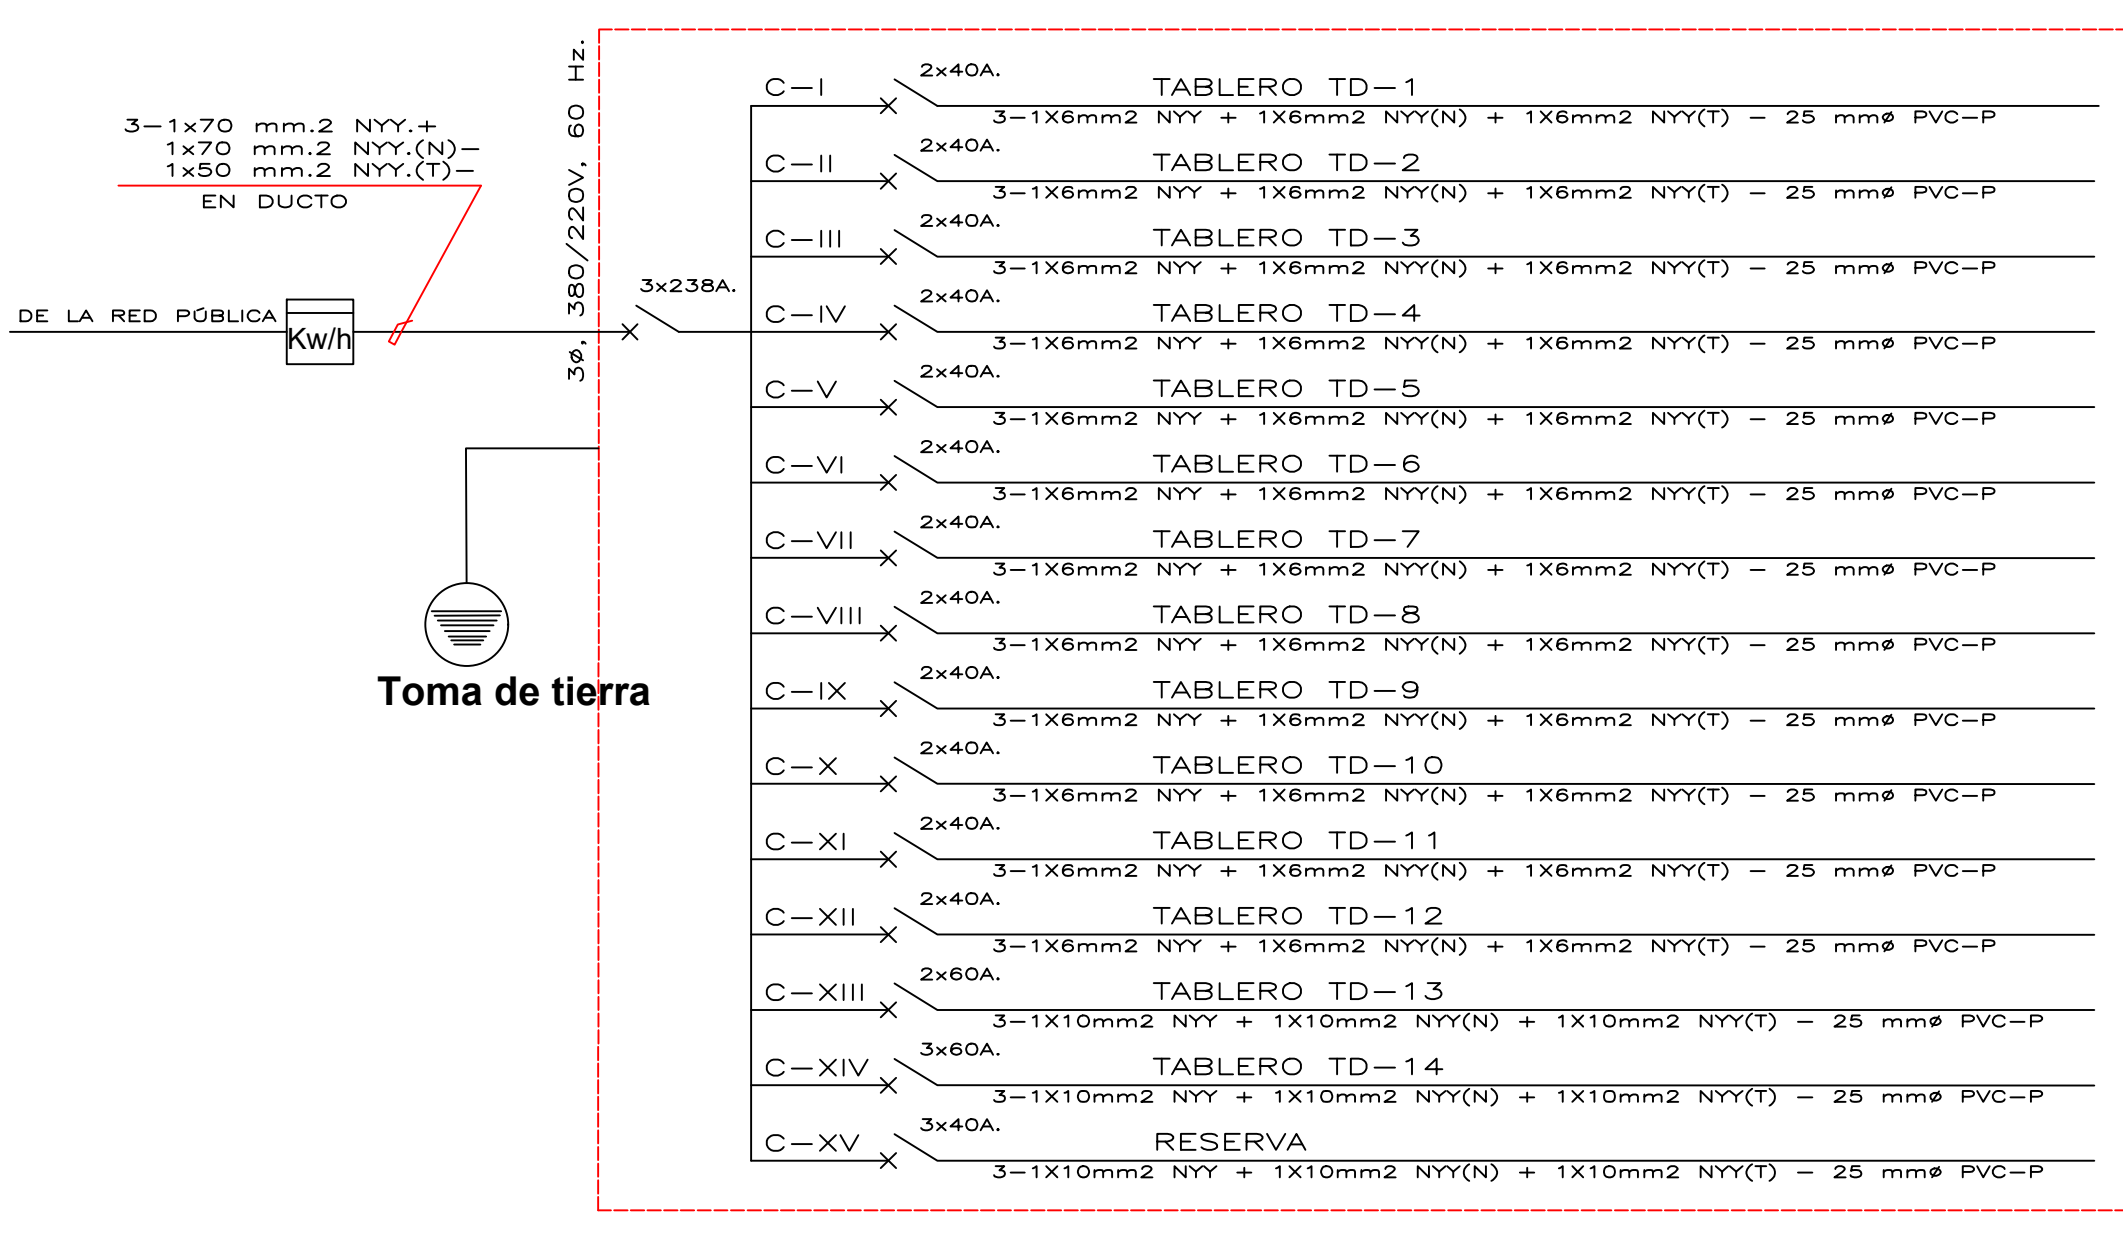 3-1x70 mm.2 NYY.+
1x70 mm.2 NYY.(N)-
1x50 mm.2 NYY.(T)-
EN DUCTO
DE LA RED PÚBLICA
Kw/h
3ø, 380/220V, 60 Hz.
3x238A.
Toma de tierra
C-I 2x40A. TABLERO TD-1
3-1X6mm2 NYY + 1X6mm2 NYY(N) + 1X6mm2 NYY(T) - 25 mmø PVC-P
C-II 2x40A. TABLERO TD-2
3-1X6mm2 NYY + 1X6mm2 NYY(N) + 1X6mm2 NYY(T) - 25 mmø PVC-P
C-III 2x40A. TABLERO TD-3
3-1X6mm2 NYY + 1X6mm2 NYY(N) + 1X6mm2 NYY(T) - 25 mmø PVC-P
C-IV 2x40A. TABLERO TD-4
3-1X6mm2 NYY + 1X6mm2 NYY(N) + 1X6mm2 NYY(T) - 25 mmø PVC-P
C-V 2x40A. TABLERO TD-5
3-1X6mm2 NYY + 1X6mm2 NYY(N) + 1X6mm2 NYY(T) - 25 mmø PVC-P
C-VI 2x40A. TABLERO TD-6
3-1X6mm2 NYY + 1X6mm2 NYY(N) + 1X6mm2 NYY(T) - 25 mmø PVC-P
C-VII 2x40A. TABLERO TD-7
3-1X6mm2 NYY + 1X6mm2 NYY(N) + 1X6mm2 NYY(T) - 25 mmø PVC-P
C-VIII 2x40A. TABLERO TD-8
3-1X6mm2 NYY + 1X6mm2 NYY(N) + 1X6mm2 NYY(T) - 25 mmø PVC-P
C-IX 2x40A. TABLERO TD-9
3-1X6mm2 NYY + 1X6mm2 NYY(N) + 1X6mm2 NYY(T) - 25 mmø PVC-P
C-X 2x40A. TABLERO TD-10
3-1X6mm2 NYY + 1X6mm2 NYY(N) + 1X6mm2 NYY(T) - 25 mmø PVC-P
C-XI 2x40A. TABLERO TD-11
3-1X6mm2 NYY + 1X6mm2 NYY(N) + 1X6mm2 NYY(T) - 25 mmø PVC-P
C-XII 2x40A. TABLERO TD-12
3-1X6mm2 NYY + 1X6mm2 NYY(N) + 1X6mm2 NYY(T) - 25 mmø PVC-P
C-XIII 2x60A. TABLERO TD-13
3-1X10mm2 NYY + 1X10mm2 NYY(N) + 1X10mm2 NYY(T) - 25 mmø PVC-P
C-XIV 3x60A. TABLERO TD-14
3-1X10mm2 NYY + 1X10mm2 NYY(N) + 1X10mm2 NYY(T) - 25 mmø PVC-P
C-XV 3x40A. RESERVA
3-1X10mm2 NYY + 1X10mm2 NYY(N) + 1X10mm2 NYY(T) - 25 mmø PVC-P